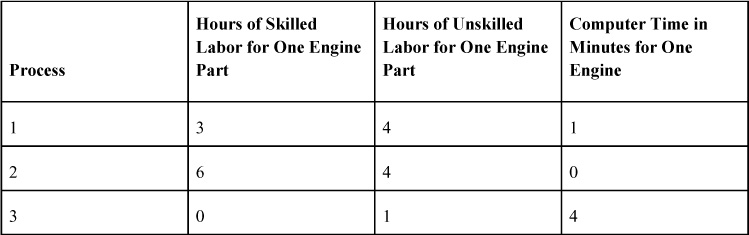 Process
Hours of Skilled
Labor for One Engine
Part
Hours of Unskilled
Labor for One Engine
Part
Computer Time in
Minutes for One
Engine
1 3 4 1
2 6 4 0
3 0 1 4